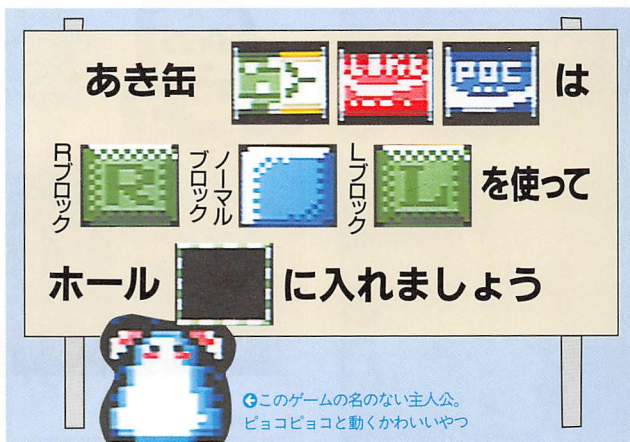 あき缶 は
Rブロック R ノーマルブロック Lブロック L を使って
ホール に入れましょう
このゲームの名のない主人公。
ピョコピョコと動くかわいいやつ